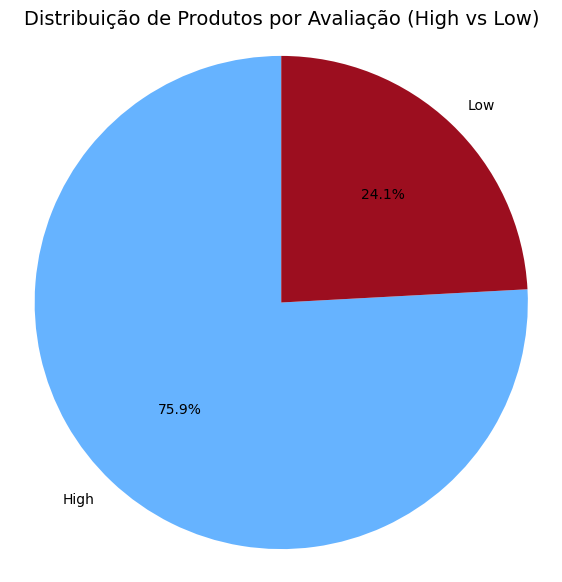 Distribuição de Produtos por Avaliação (High vs Low)
Low
24.1%
75.9%
High